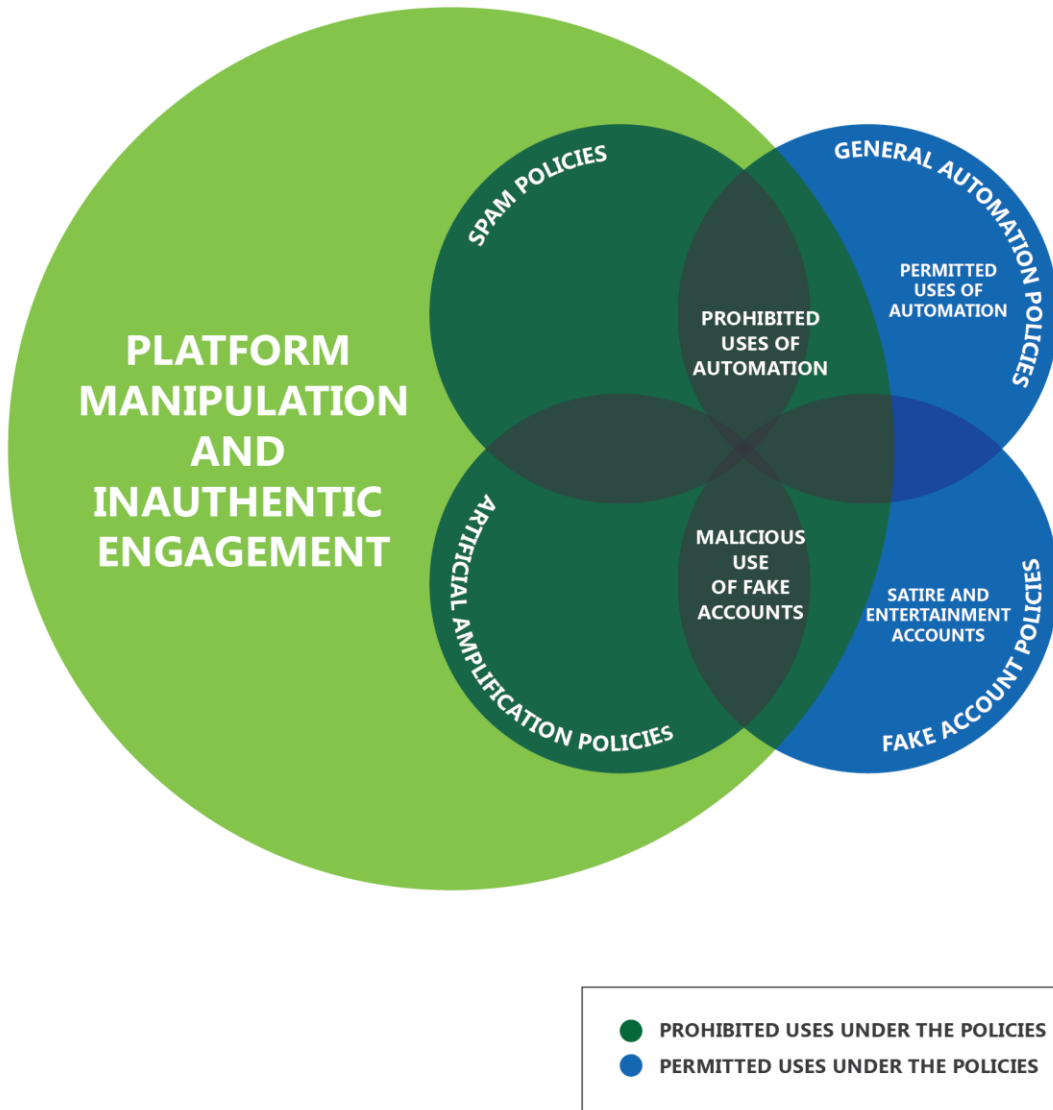 PLATFORM
MANIPULATION
AND
INAUTHENTIC
ENGAGEMENT
SPAM POLICIES
GENERAL AUTOMATION POLICIES
PERMITTED
USES OF
AUTOMATION
PROHIBITED
USES OF
AUTOMATION
ARTIFICIAL AMPLIFICATION POLICIES
MALICIOUS
USE
OF FAKE
ACCOUNTS
SATIRE AND
ENTERTAINMENT
ACCOUNTS
FAKE ACCOUNT POLICIES
PROHIBITED USES UNDER THE POLICIES
PERMITTED USES UNDER THE POLICIES